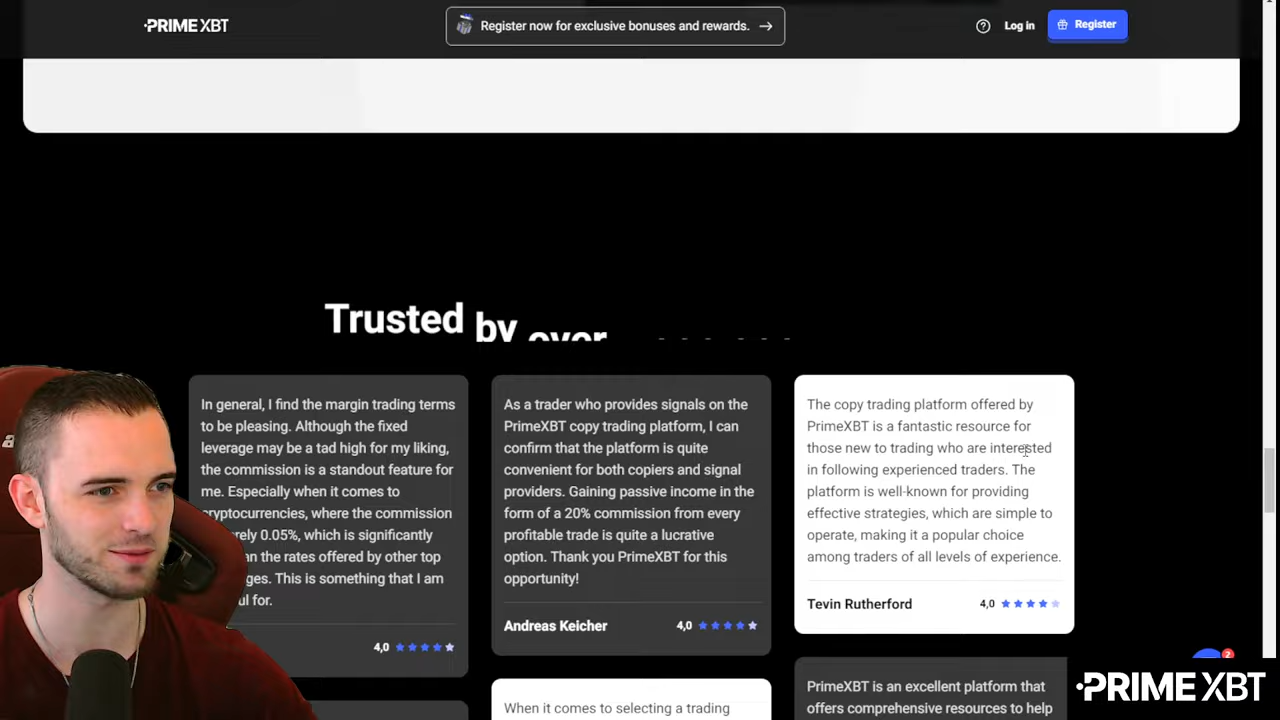 PRIME XBT
Register now for exclusive bonuses and rewards. →
Log in
Register
Trusted by over
In general, I find the margin trading terms
to be pleasing. Although the fixed
leverage may be a tad high for my liking,
the commission is a standout feature for
me. Especially when it comes to
cryptocurrencies, where the commission
0.05%, which is significantly
the rates offered by other top
This is something that I am
for.
4,0
As a trader who provides signals on the
PrimeXBT copy trading platform, I can
confirm that the platform is quite
convenient for both copiers and signal
providers. Gaining passive income in the
form of a 20% commission from every
profitable trade is quite a lucrative
option. Thank you PrimeXBT for this
opportunity!
Andreas Keicher 4,0
The copy trading platform offered by
PrimeXBT is a fantastic resource for
those new to trading who are interested
in following experienced traders. The
platform is well-known for providing
effective strategies, which are simple to
operate, making it a popular choice
among traders of all levels of experience.
Tevin Rutherford 4,0
When it comes to selecting a trading
PrimeXBT is an excellent platform that
offers comprehensive resources to help
2
PRIME XBT